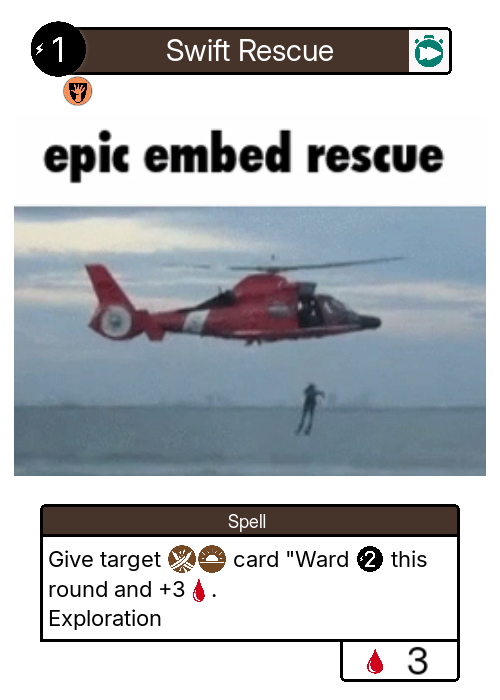 1
Swift Rescue
epic embed rescue
Spell
Give target card "Ward 2 this
round and +3 .
Exploration
3